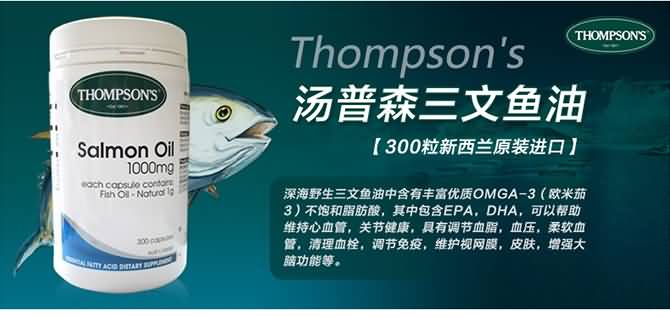 Thompson's
THOMPSON'S
汤普森三文鱼油
【300粒新西兰原装进口】
深海野生三文鱼油中含有丰富优质OMGA-3（欧米茄
3）不饱和脂肪酸，其中包含EPA，DHA，可以帮助
维持心血管，关节健康，具有调节血脂，血压，柔软血
管，清理血栓，调节免疫，维护视网膜，皮肤，增强大
脑功能等。
THOMPSON'S
Salmon Oil
1000mg
each capsule contains:
Fish Oil - Natural 1g
300 capsules
ESSENTIAL FATTY ACID DIETARY SUPPLEMENT